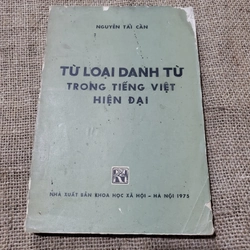 NGUYỄN TÀI CẨN
TỪ LOẠI DANH TỪ
TRONG TIẾNG VIỆT
HIỆN ĐẠI
NHÀ XUẤT BẢN KHOA HỌC XÃ HỘI – HÀ NỘI 1975